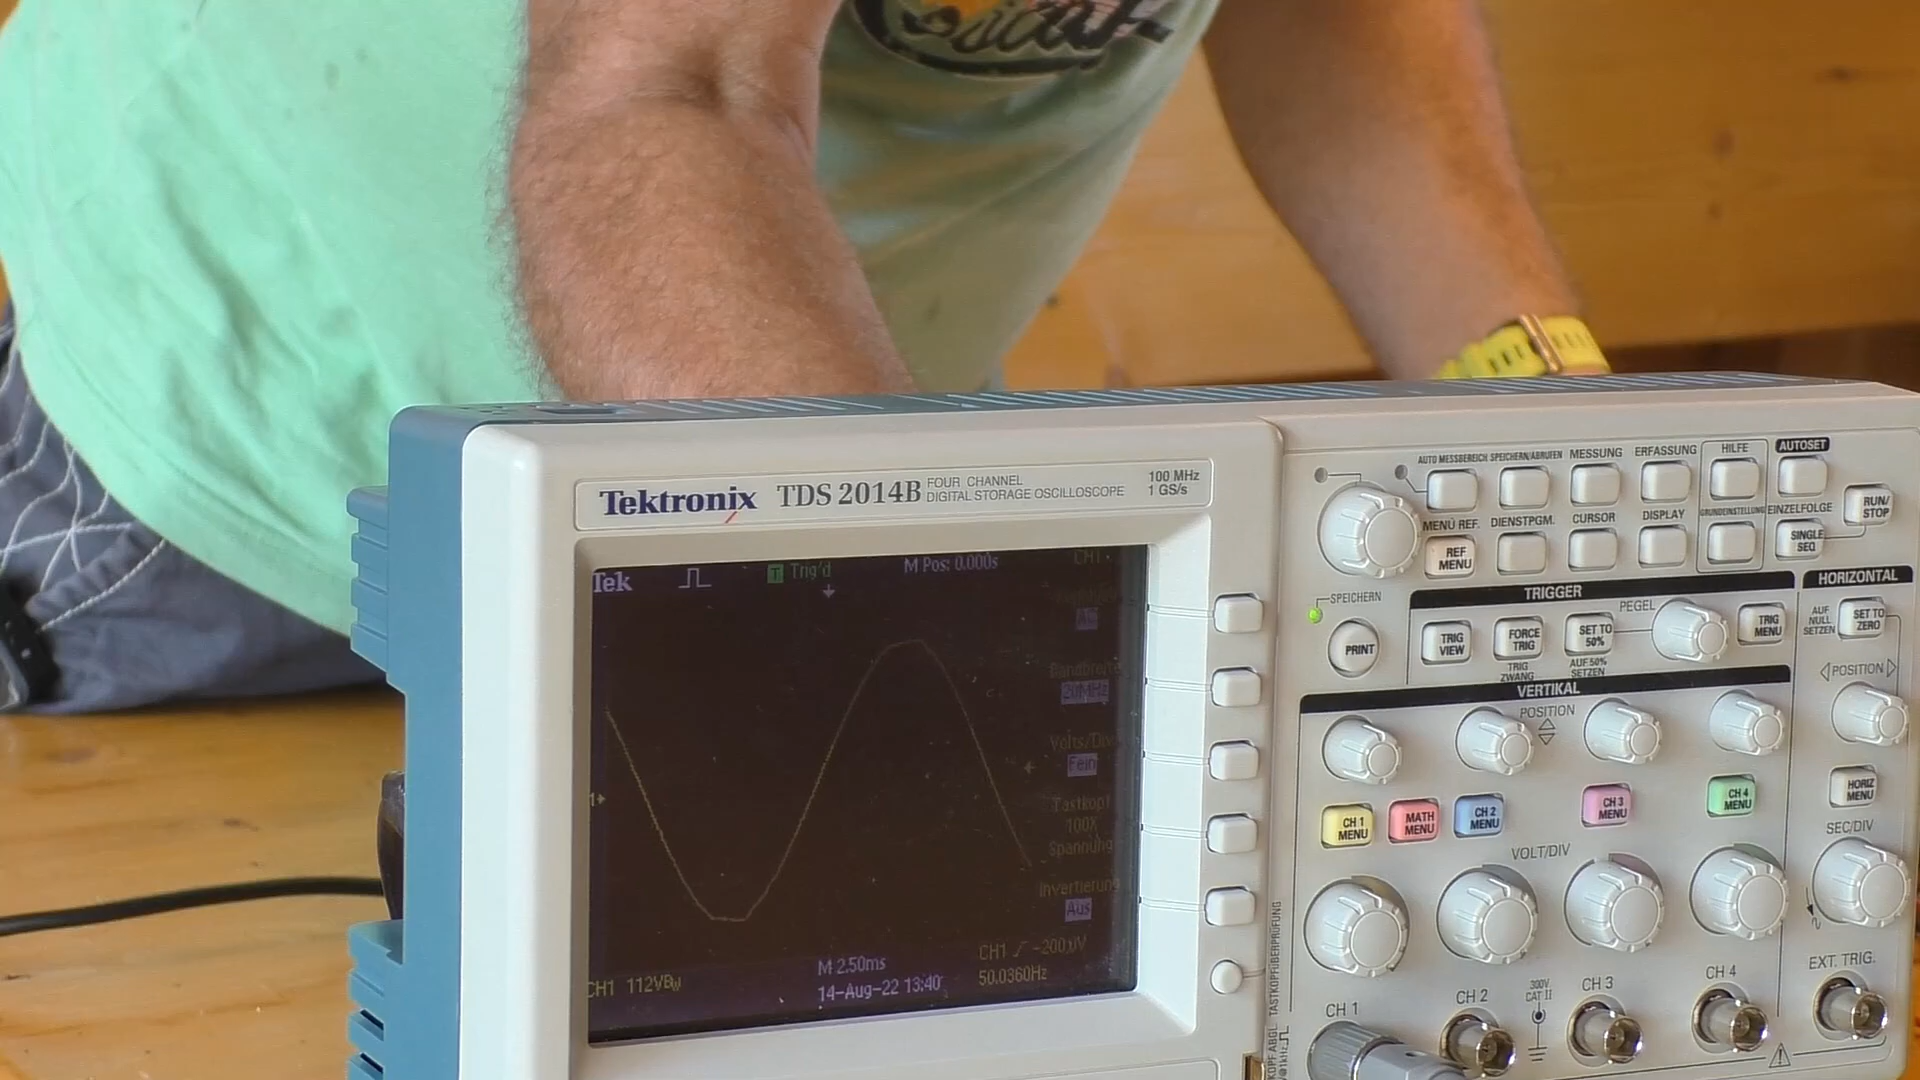 Tektronix TDS 2014B FOUR CHANNEL DIGITAL STORAGE OSCILLOSCOPE
100 MHz
1 GS/s
Tek
T Trig'd
M Pos: 0.000s
CH1
Bandbreite
20MHz
Volts/Div
Fein
Tastkopf
100X
Spannung
Invertierung
Aus
CH1 112VBW
M 2.50ms
14-Aug-22 13:40
50.0360Hz
AUTO MESSBEREICH SPEICHERN/ABRUFEN MESSUNG ERFASSUNG HILFE AUTOSET
MENÜ REF. DIENSTPGM. CURSOR DISPLAY GRUNDEINSTELLUNG EINZELFOLGE
RUN/
STOP
REF
MENU
SINGLE
SEQ
SPEICHERN
PRINT
TRIGGER
PEGEL
TRIG
VIEW
FORCE
TRIG
SET TO
50%
TRIG
MENU
TRIG
ZWANG
AUF 50%
SETZEN
HORIZONTAL
AUF
NULL
SETZEN
SET TO
ZERO
POSITION
HORIZ
MENU
SEC/DIV
VERTIKAL
POSITION
CH 1
MENU
MATH
MENU
CH 2
MENU
CH 3
MENU
CH 4
MENU
VOLT/DIV
CH 1
CH 2
300V
CAT II
CH 3
CH 4
EXT. TRIG.